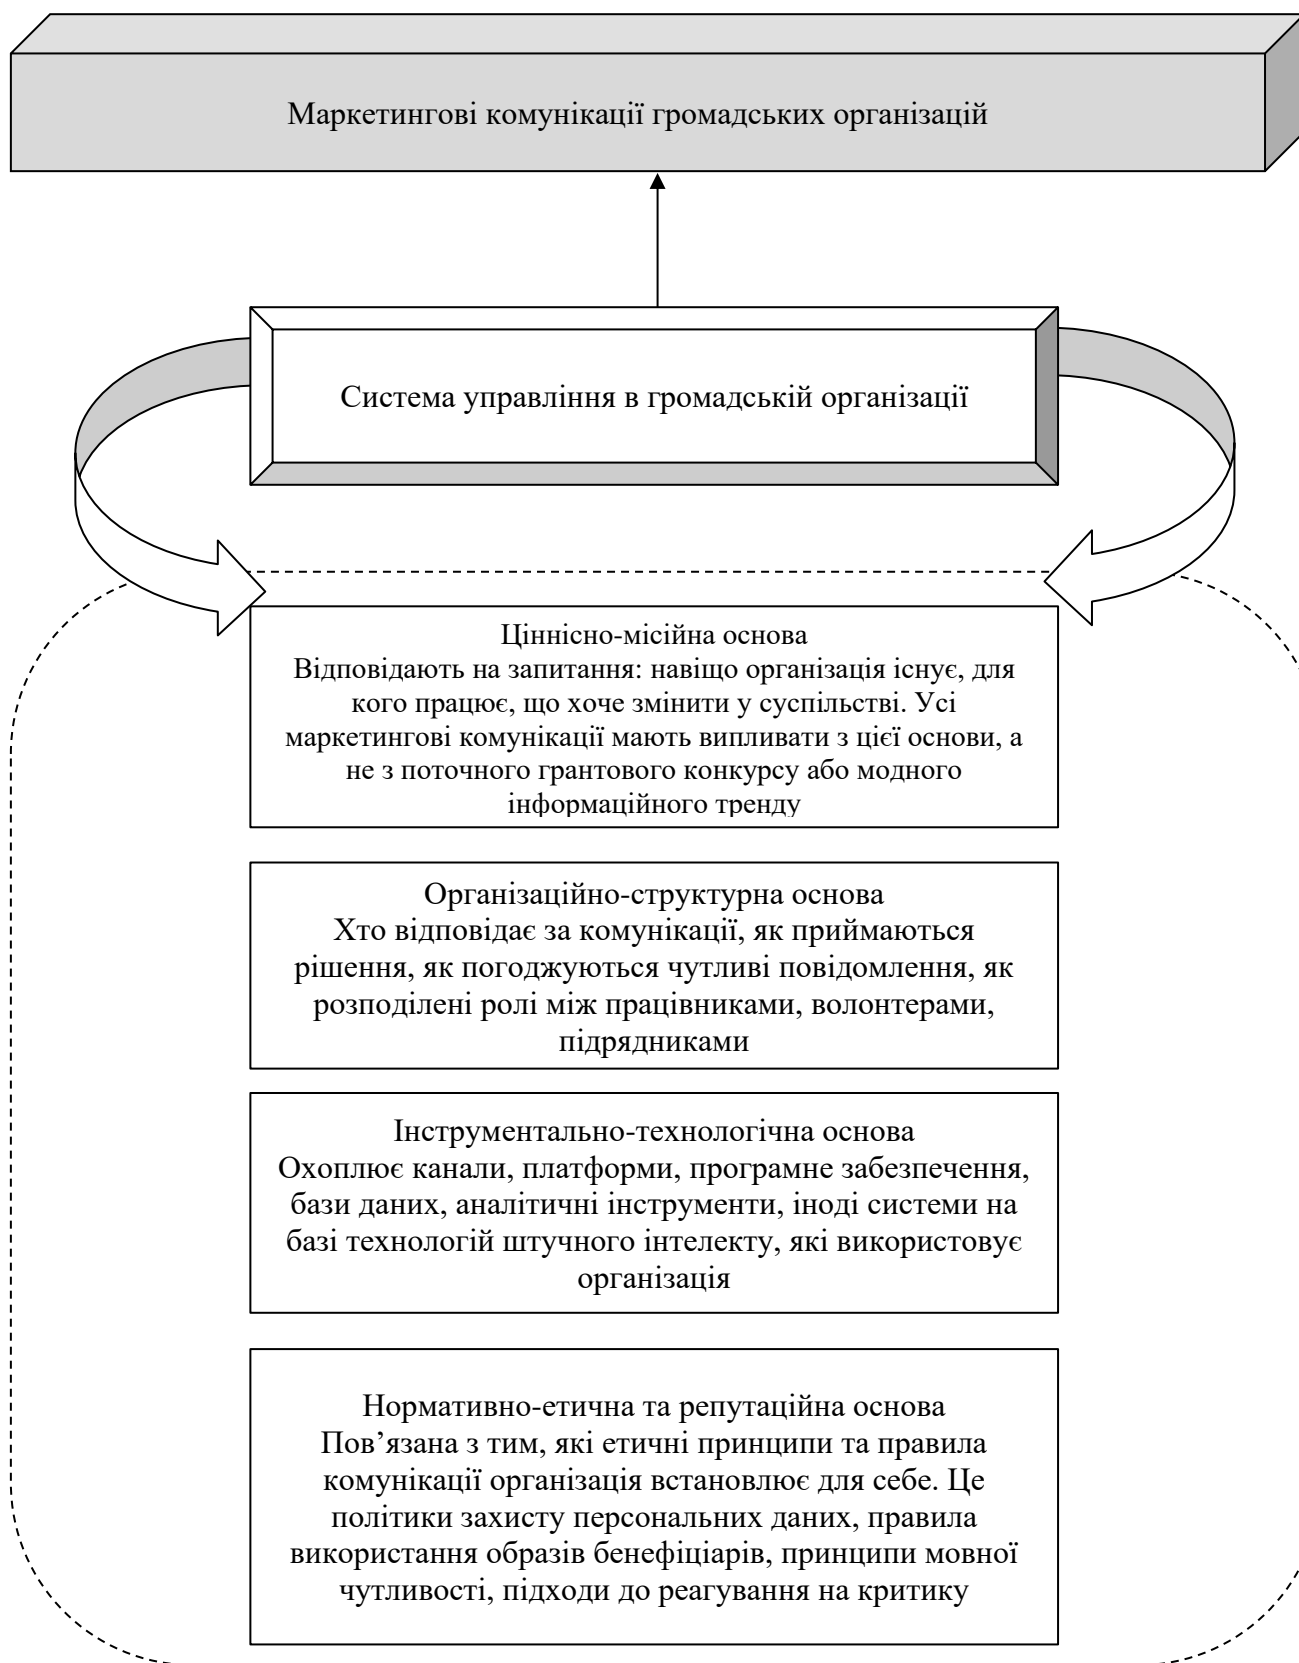 Маркетингові комунікації громадських організацій
Система управління в громадській організації
Ціннісно-місійна основа
Відповідають на запитання: навіщо організація існує, для
кого працює, що хоче змінити у суспільстві. Усі
маркетингові комунікації мають випливати з цієї основи, а
не з поточного грантового конкурсу або модного
інформаційного тренду
Організаційно-структурна основа
Хто відповідає за комунікації, як приймаються
рішення, як погоджуються чутливі повідомлення, як
розподілені ролі між працівниками, волонтерами,
підрядниками
Інструментально-технологічна основа
Охоплює канали, платформи, програмне забезпечення,
бази даних, аналітичні інструменти, іноді системи на
базі технологій штучного інтелекту, які використовує
організація
Нормативно-етична та репутаційна основа
Пов’язана з тим, які етичні принципи та правила
комунікації організація встановлює для себе. Це
політики захисту персональних даних, правила
використання образів бенефіціарів, принципи мовної
чутливості, підходи до реагування на критику